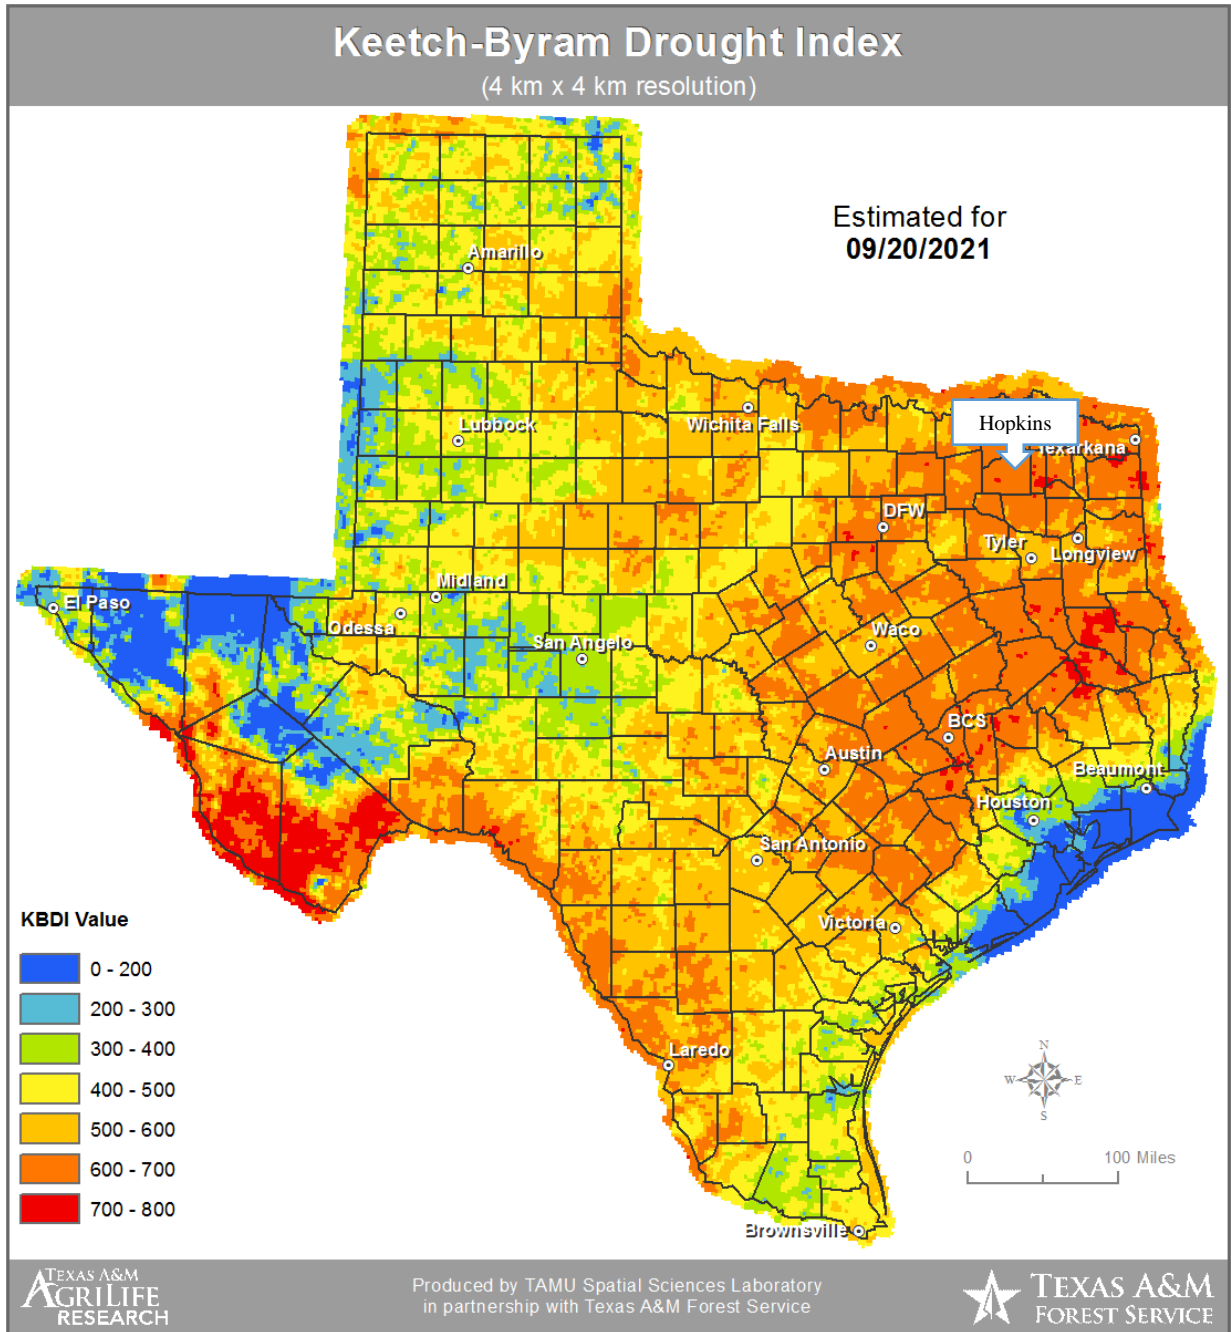 Keetch-Byram Drought Index
(4 km x 4 km resolution)
Estimated for
09/20/2021
Amarillo
Lubbock
Wichita Falls
Hopkins
Texarkana
DFW
Tyler
Longview
Midland
El Paso
Odessa
San Angelo
Waco
BCS
Austin
Beaumont
Houston
San Antonio
Victoria
Laredo
Brownsville
KBDI Value
0 - 200
200 - 300
300 - 400
400 - 500
500 - 600
600 - 700
700 - 800
N
W E
S
0 100 Miles
TEXAS A&M
AGRILIFE
RESEARCH
Produced by TAMU Spatial Sciences Laboratory
in partnership with Texas A&M Forest Service
TEXAS A&M
FOREST SERVICE